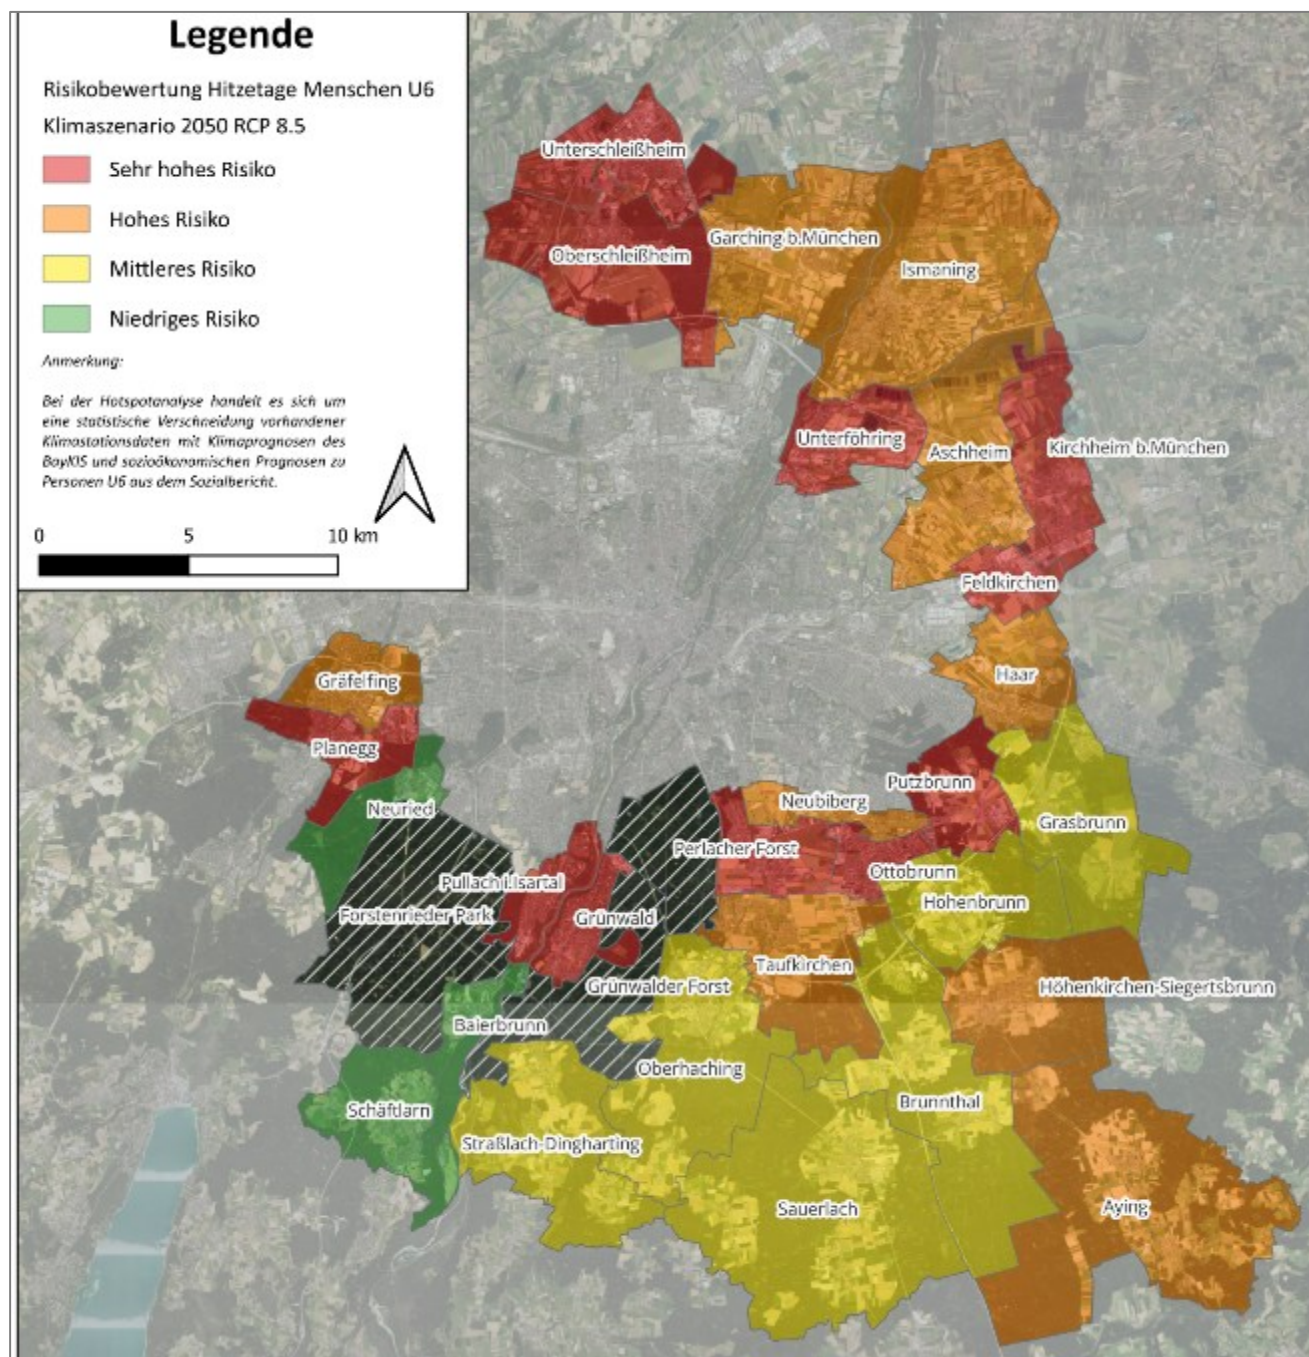 Legende
Risikobewertung Hitzetage Menschen U6
Klimaszenario 2050 RCP 8.5
Sehr hohes Risiko
Hohes Risiko
Mittleres Risiko
Niedriges Risiko
Anmerkung:
Bei der Hotspotanalyse handelt es sich um
eine statistische Verschneidung vorhandener
Klimastationsdaten mit Klimaprognosen des
BayKIS und sozioökonomischen Prognosen zu
Personen U6 aus dem Sozialbericht.
0 5 10 km
Unterschleißheim
Garching b.München
Oberschleißheim
Ismaning
Unterföhring
Aschheim
Kirchheim b.München
Feldkirchen
Haar
Gräfelfing
Planegg
Neuried
Putzbrunn
Neubiberg
Grasbrunn
Perlacher Forst
Ottobrunn
Pullach i.Isartal
Hohenbrunn
Forstenrieder Park
Grünwald
Taufkirchen
Grünwalder Forst
Höhenkirchen-Siegertsbrunn
Baierbrunn
Oberhaching
Brunnthal
Schäftlarn
Straßlach-Dingharting
Sauerlach
Aying